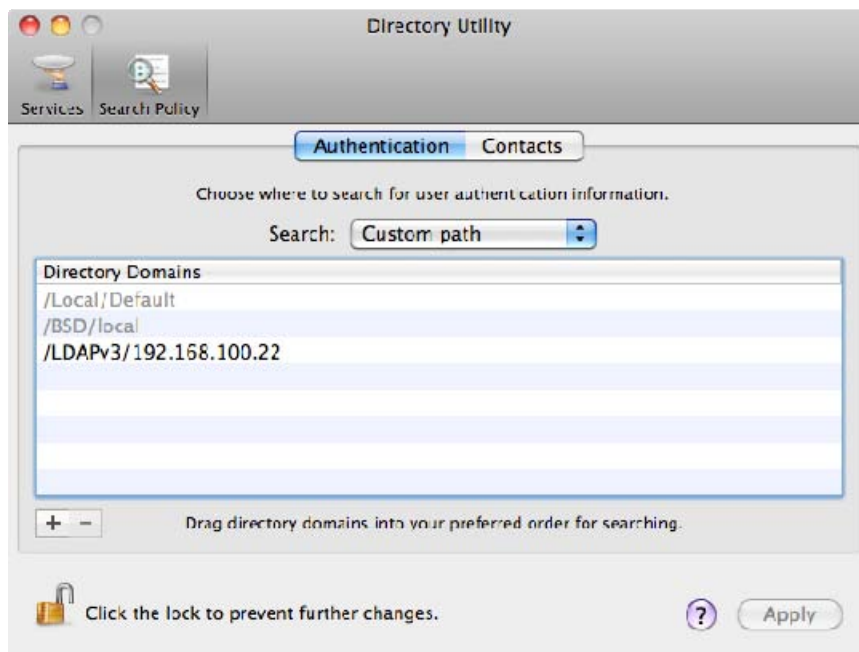 Directory Utility
Services Search Policy
Authentication Contacts
Choose where to search for user authentication information.
Search: Custom path
Directory Domains
/Local/Default
/BSD/local
/LDAPv3/192.168.100.22
+ − Drag directory domains into your preferred order for searching.
Click the lock to prevent further changes. ? Apply